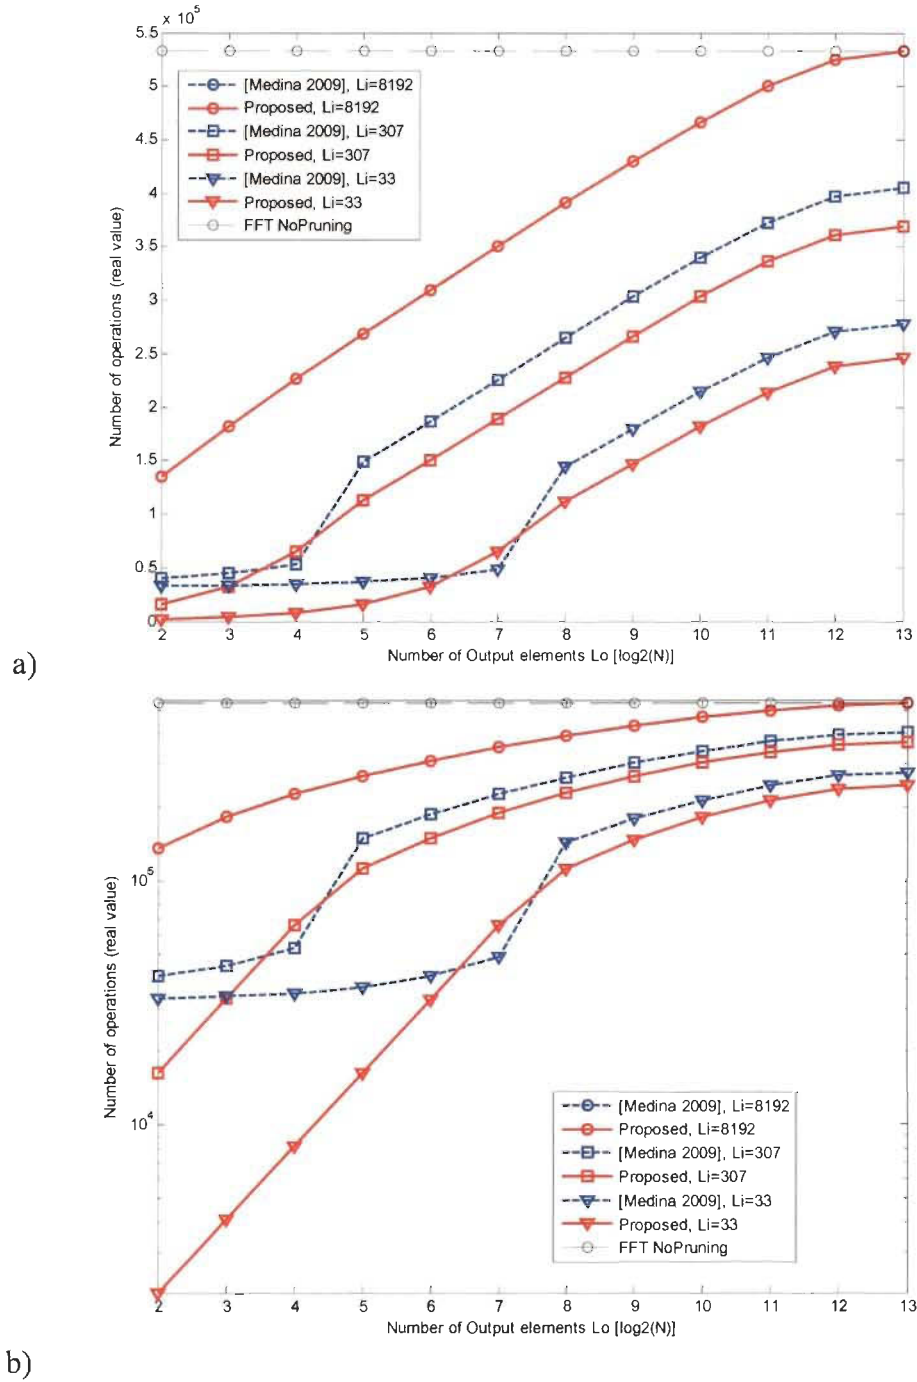 x 10^5
5.5
5
4.5
4
3.5
3
2.5
2
1.5
1
0.5
0
Number of operations (real value)
[Medina 2009], Li=8192
Proposed, Li=8192
[Medina 2009], Li=307
Proposed, Li=307
[Medina 2009], Li=33
Proposed, Li=33
FFT NoPruning
2 3 4 5 6 7 8 9 10 11 12 13
Number of Output elements Lo [log2(N)]
a)
10^5
10^4
Number of operations (real value)
[Medina 2009], Li=8192
Proposed, Li=8192
[Medina 2009], Li=307
Proposed, Li=307
[Medina 2009], Li=33
Proposed, Li=33
FFT NoPruning
2 3 4 5 6 7 8 9 10 11 12 13
Number of Output elements Lo [log2(N)]
b)